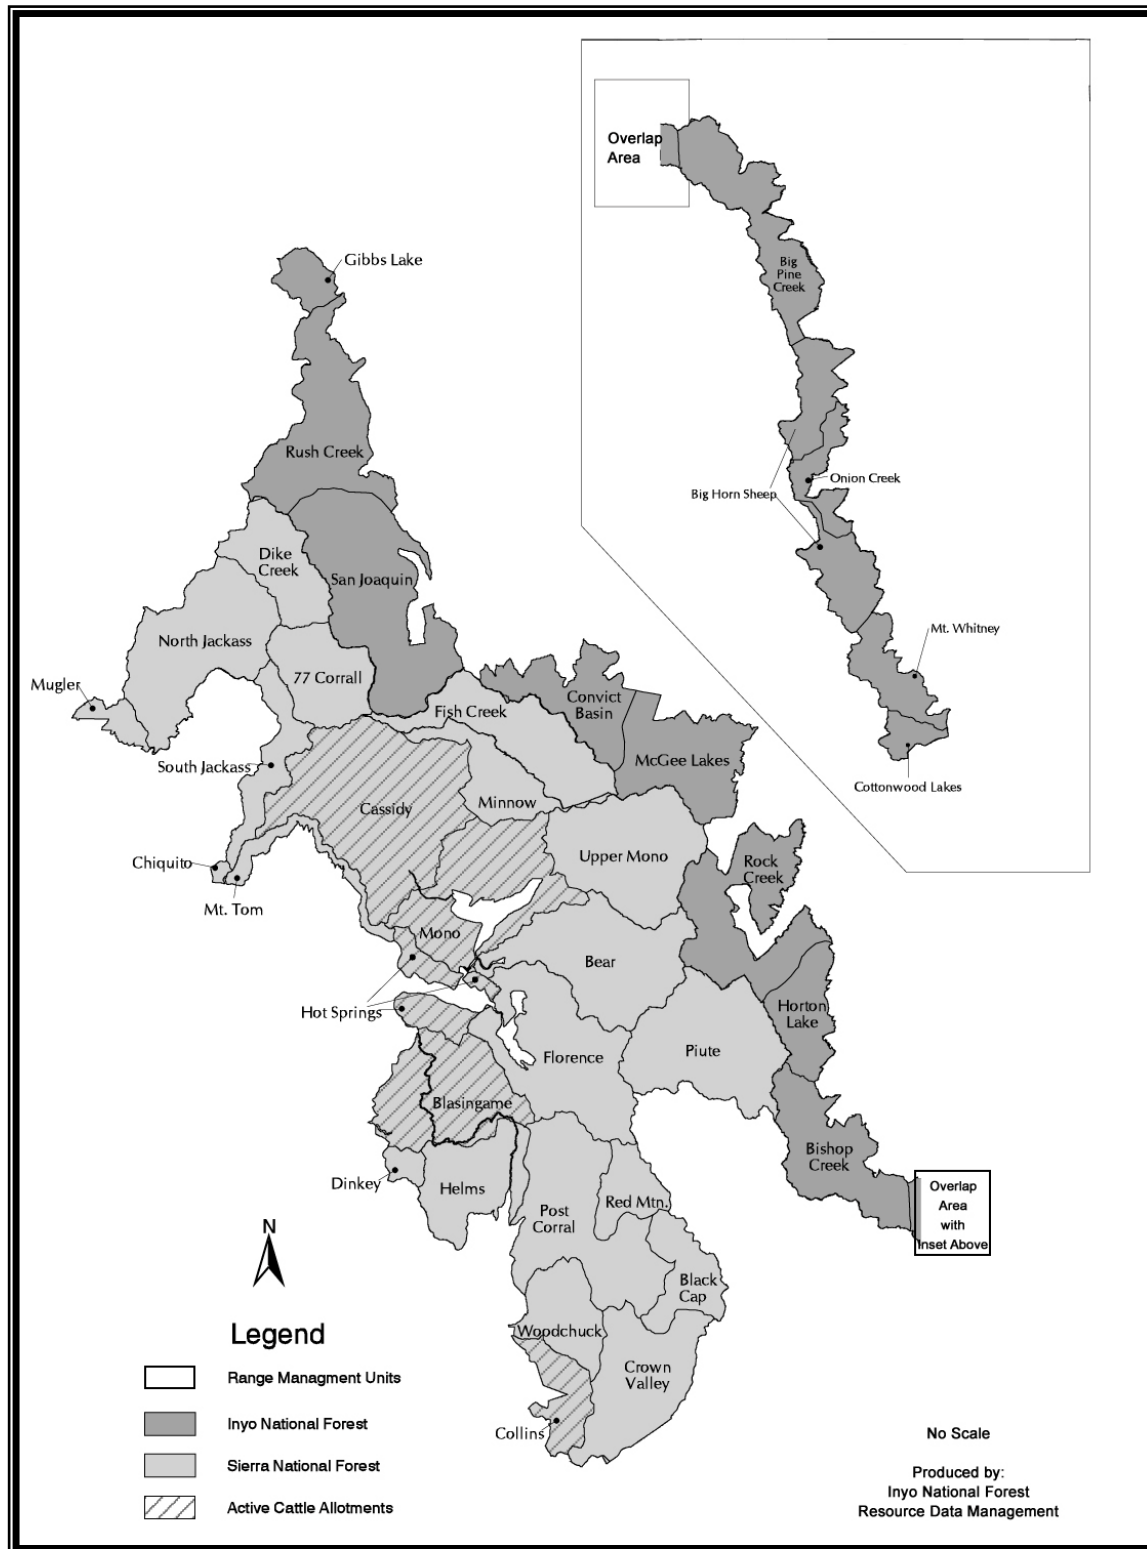 Overlap
Area
Big
Pine
Creek
Gibbs Lake
Rush Creek
Onion Creek
Big Horn Sheep
Dike
Creek
San Joaquin
North Jackass
Mt. Whitney
77 Corrall
Mugler
Convict
Basin
Fish Creek
South Jackass
McGee Lakes
Cottonwood Lakes
Cassidy
Minnow
Chiquito
Upper Mono
Rock
Creek
Mt. Tom
Mono
Bear
Hot Springs
Horton
Lake
Florence
Piute
Blasingame
Bishop
Creek
Dinkey
Helms
Red Mtn.
Post
Corral
Overlap
Area
with
Inset Above
N
Black
Cap
Woodchuck
Crown
Valley
Collins
Legend
Range Managment Units
Inyo National Forest
Sierra National Forest
Active Cattle Allotments
No Scale
Produced by:
Inyo National Forest
Resource Data Management